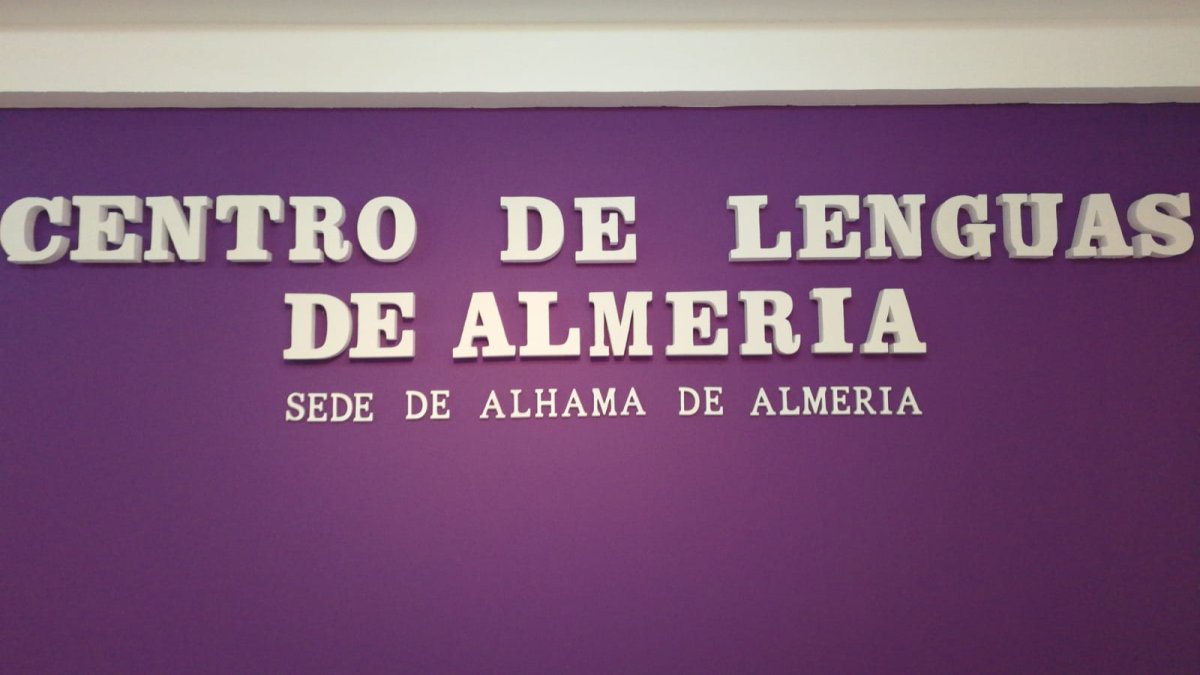 CENTRO DE LENGUAS
DE ALMERIA
SEDE DE ALHAMA DE ALMERIA